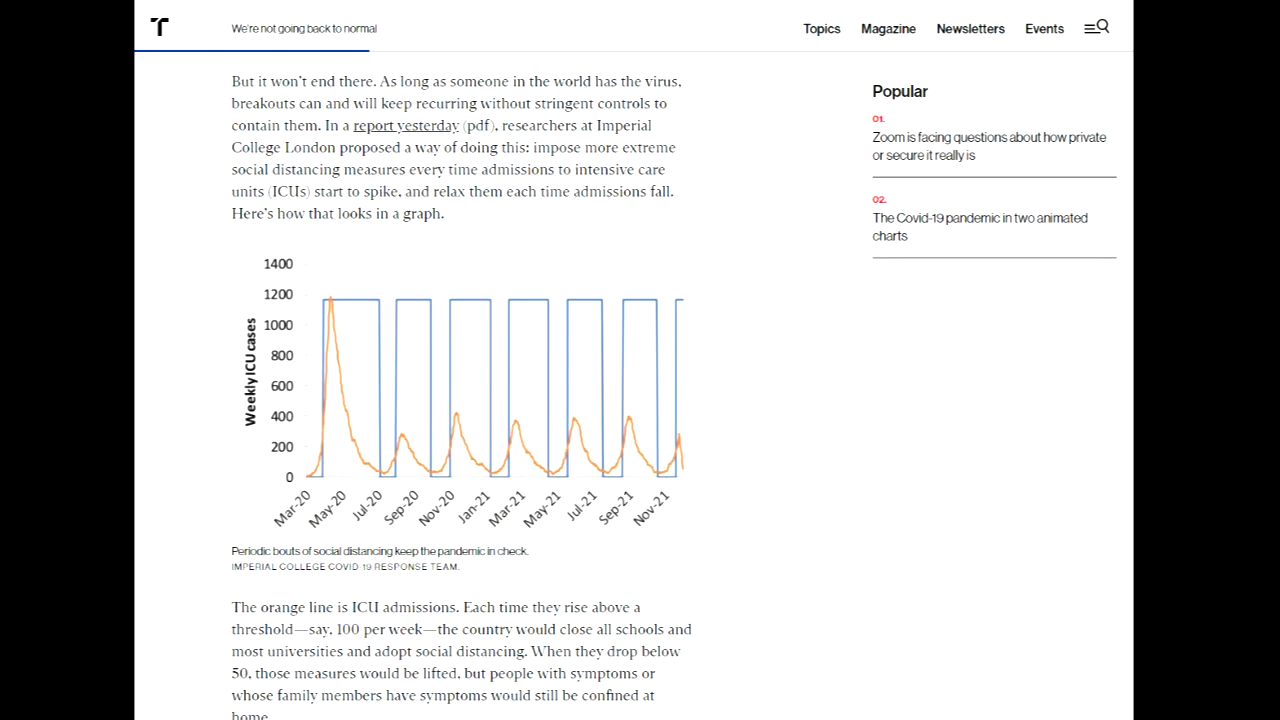 We're not going back to normal
Topics
Magazine
Newsletters
Events
But it won't end there. As long as someone in the world has the virus,
breakouts can and will keep recurring without stringent controls to
contain them. In a report yesterday (pdf), researchers at Imperial
College London proposed a way of doing this: impose more extreme
social distancing measures every time admissions to intensive care
units (ICUs) start to spike, and relax them each time admissions fall.
Here's how that looks in a graph.
Weekly ICU cases
1400
1200
1000
800
600
400
200
0
Mar-20
May-20
Jul-20
Sep-20
Nov-20
Jan-21
Mar-21
May-21
Jul-21
Sep-21
Nov-21
Periodic bouts of social distancing keep the pandemic in check.
IMPERIAL COLLEGE COVID-19 RESPONSE TEAM.
The orange line is ICU admissions. Each time they rise above a
threshold—say, 100 per week—the country would close all schools and
most universities and adopt social distancing. When they drop below
50, those measures would be lifted, but people with symptoms or
whose family members have symptoms would still be confined at
home.
Popular
01.
Zoom is facing questions about how private
or secure it really is
02.
The Covid-19 pandemic in two animated
charts